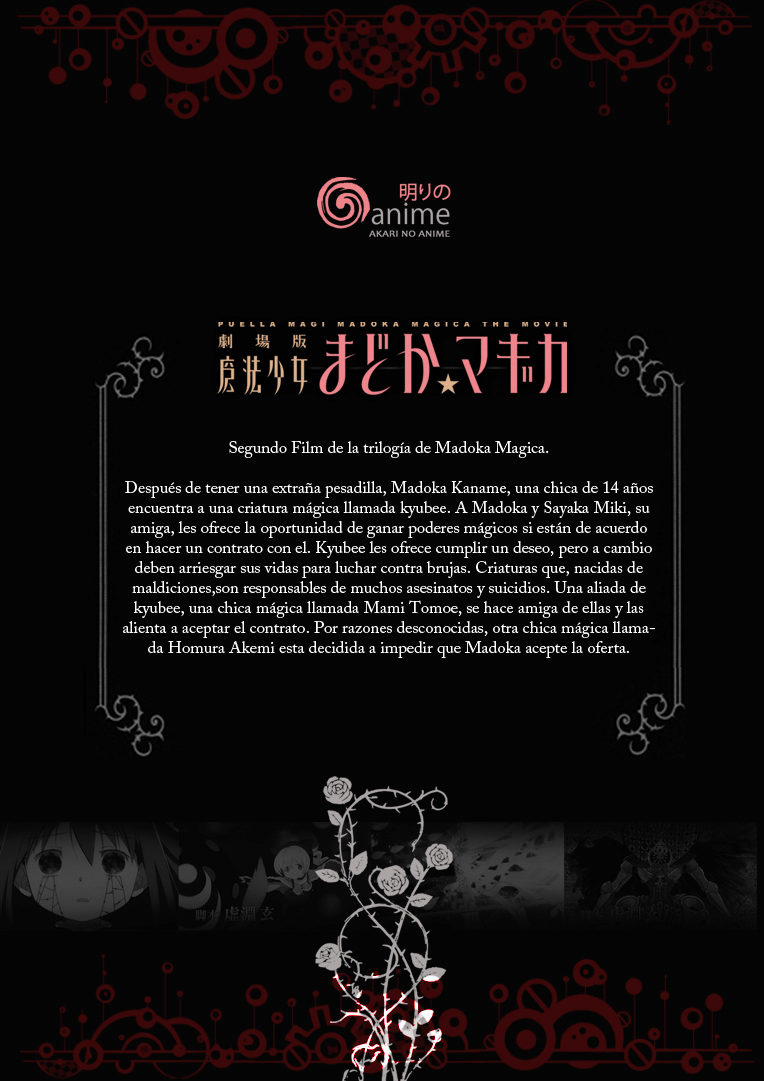 明りの
anime
AKARI NO ANIME
PUELLA MAGI MADOKA MAGICA THE MOVIE
劇場版
魔法少女 まどか★マギカ
Segundo Film de la trilogía de Madoka Magica.
Después de tener una extraña pesadilla, Madoka Kaname, una chica de 14 años
encuentra a una criatura mágica llamada kyubee. A Madoka y Sayaka Miki, su
amiga, les ofrece la oportunidad de ganar poderes mágicos si están de acuerdo
en hacer un contrato con el. Kyubee les ofrece cumplir un deseo, pero a cambio
deben arriesgar sus vidas para luchar contra brujas. Criaturas que, nacidas de
maldiciones,son responsables de muchos asesinatos y suicidios. Una aliada de
kyubee, una chica mágica llamada Mami Tomoe, se hace amiga de ellas y las
alienta a aceptar el contrato. Por razones desconocidas, otra chica mágica llama-
da Homura Akemi esta decidida a impedir que Madoka acepte la oferta.
脚本 虚淵 玄